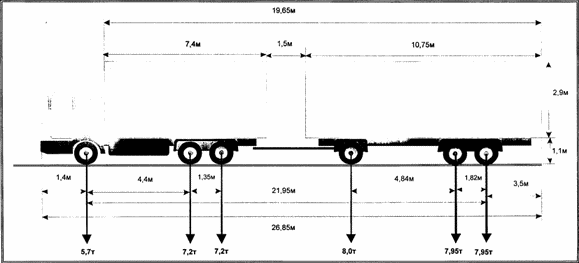 19,65м
7,4м 1,5м 10,75м
2,9м
1,1м
1,4м 4,4м 1,35м 4,84м 1,82м 3,5м
21,95м
26,85м
5,7т 7,2т 7,2т 8,0т 7,95т 7,95т